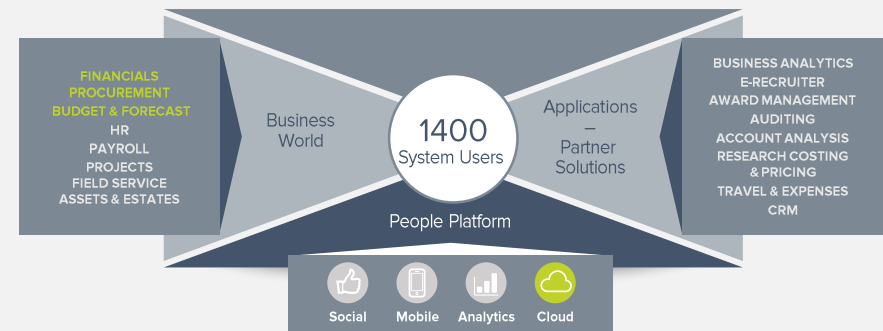 FINANCIALS
PROCUREMENT
BUDGET & FORECAST
HR
PAYROLL
PROJECTS
FIELD SERVICE
ASSETS & ESTATES
Business
World
1400
System Users
Applications
–
Partner
Solutions
BUSINESS ANALYTICS
E-RECRUITER
AWARD MANAGEMENT
AUDITING
ACCOUNT ANALYSIS
RESEARCH COSTING
& PRICING
TRAVEL & EXPENSES
CRM
People Platform
Social
Mobile
Analytics
Cloud